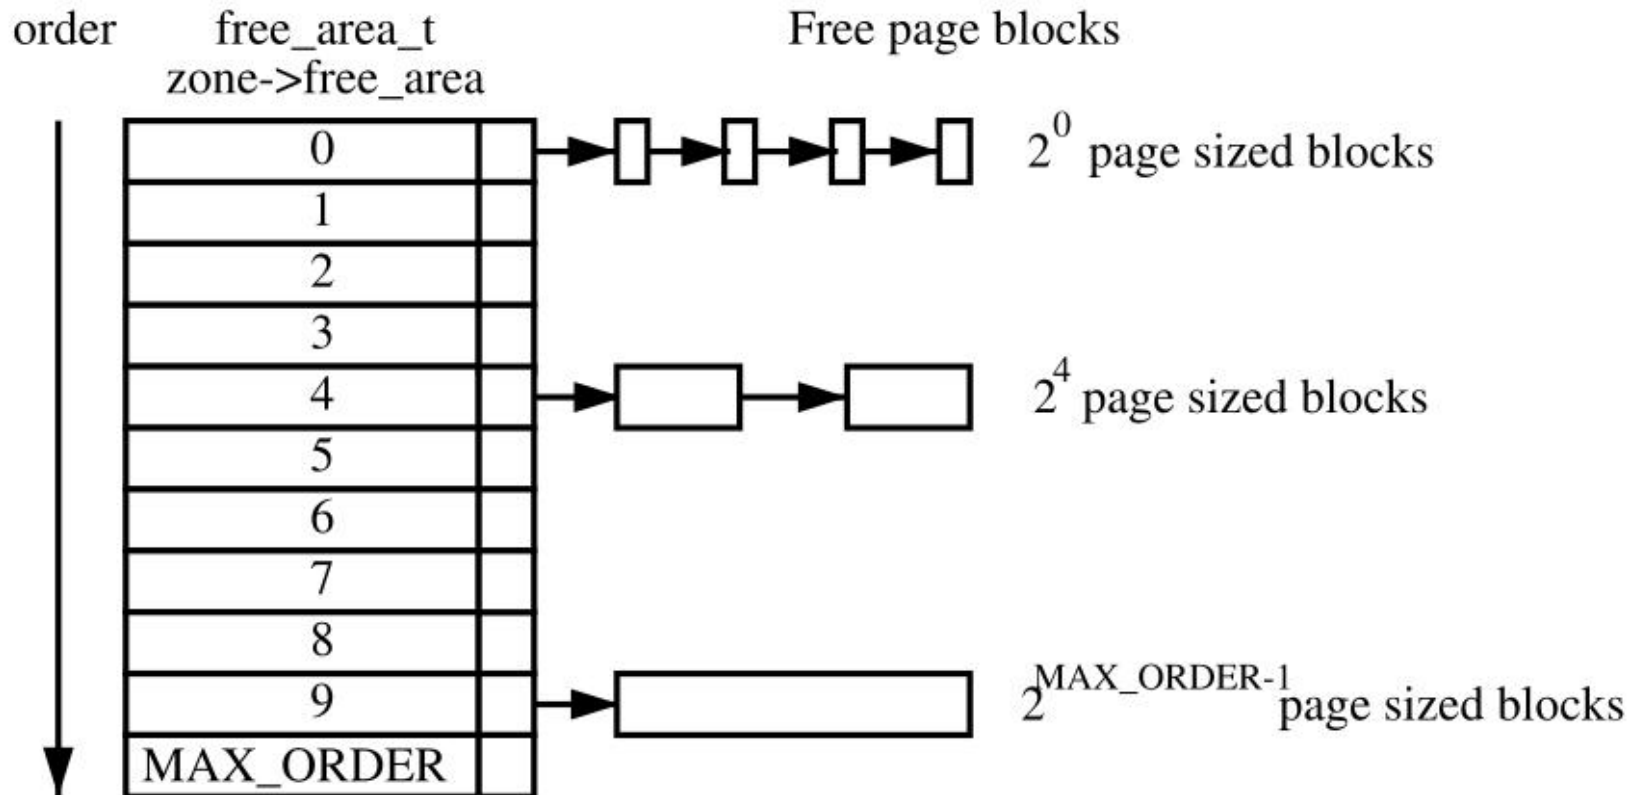 order free_area_t Free page blocks
zone->free_area
0 2^0 page sized blocks
1
2
3
4 2^4 page sized blocks
5
6
7
8
9 2^MAX_ORDER-1 page sized blocks
MAX_ORDER